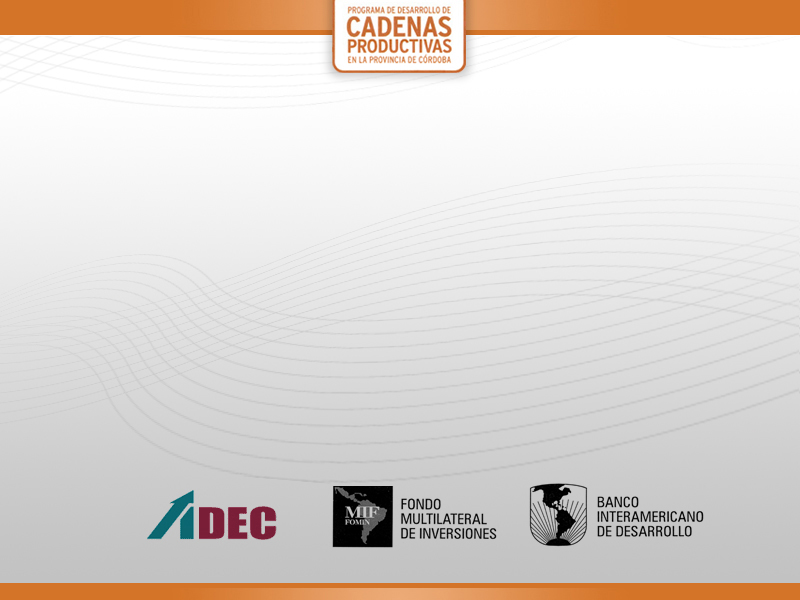 PROGRAMA DE DESARROLLO DE
CADENAS
PRODUCTIVAS
EN LA PROVINCIA DE CÓRDOBA
ADEC
MIF
FOMIN
FONDO
MULTILATERAL
DE INVERSIONES
BANCO
INTERAMERICANO
DE DESARROLLO